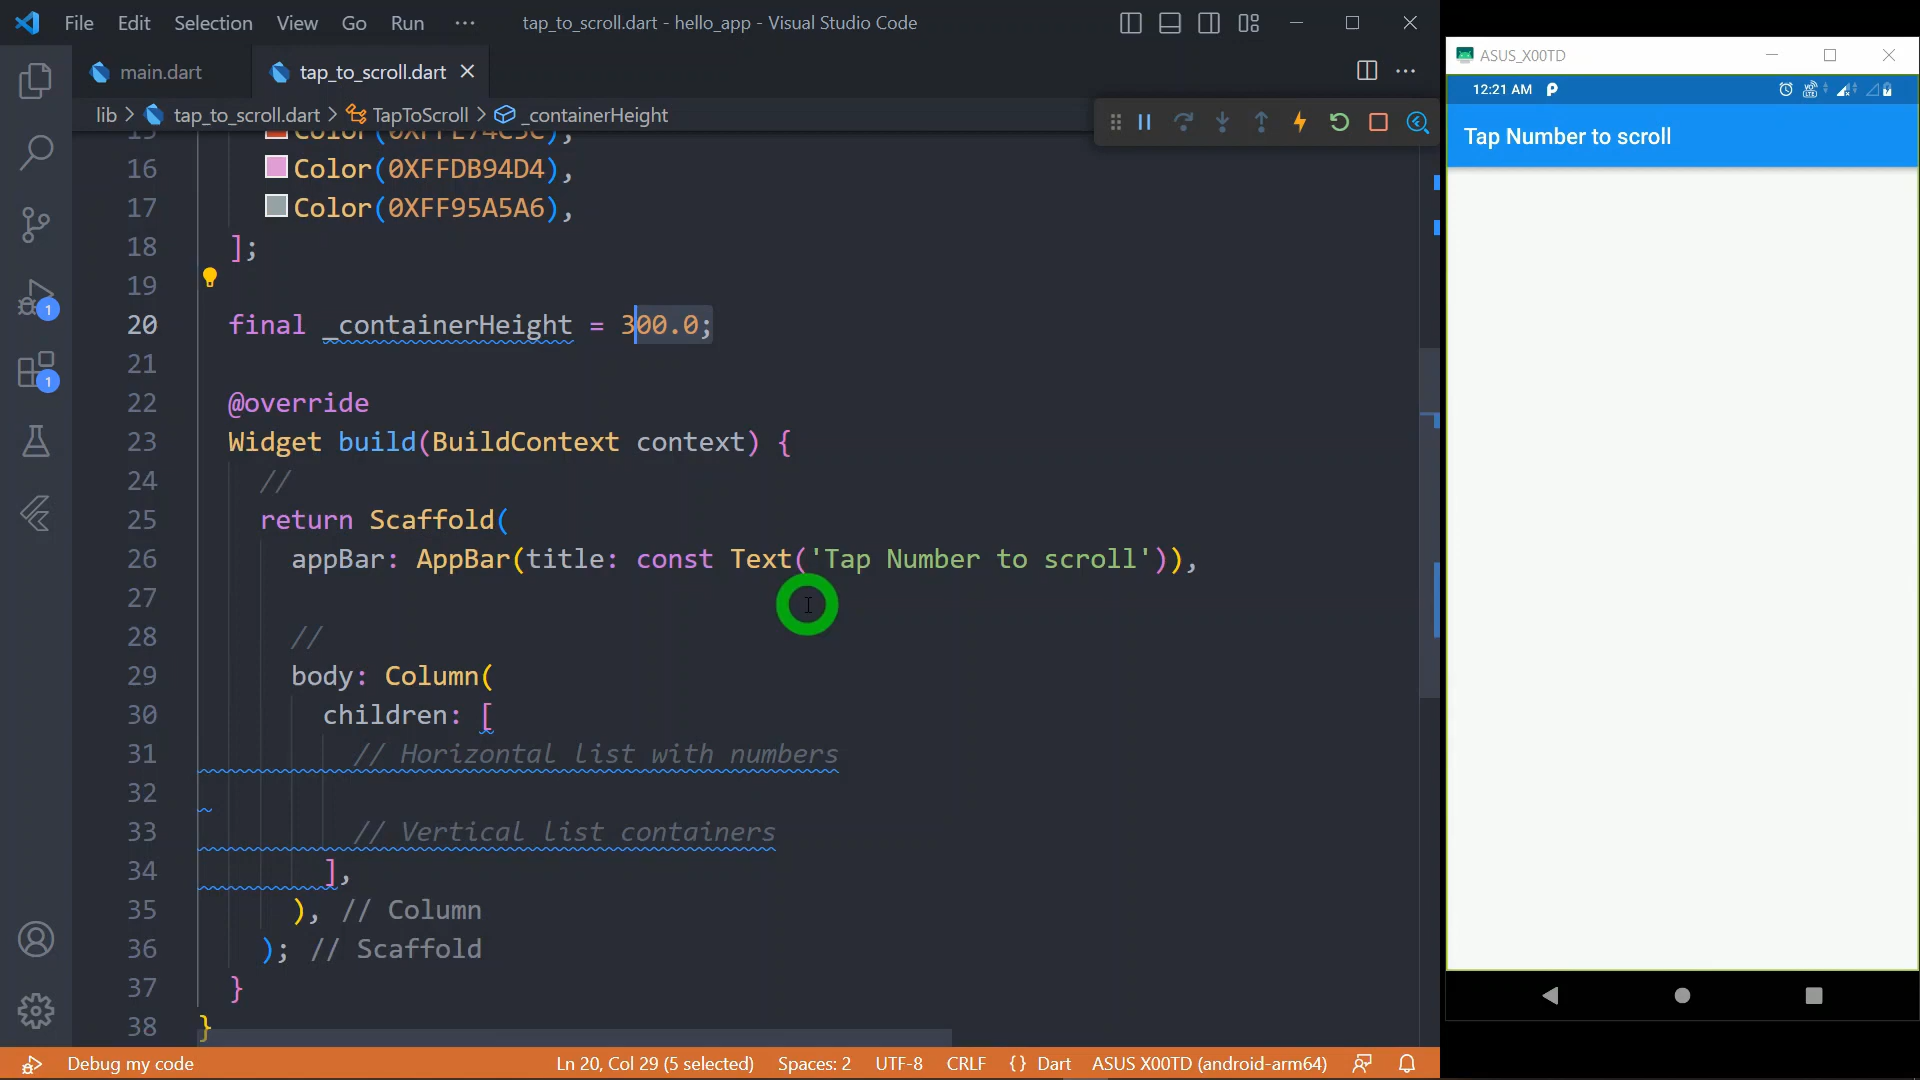 File Edit Selection View Go Run ··· tap_to_scroll.dart - hello_app - Visual Studio Code
main.dart tap_to_scroll.dart
lib > tap_to_scroll.dart > TapToScroll > _containerHeight
15 Color(0XFFE74C3C),
16 Color(0XFFDB94D4),
17 Color(0XFF95A5A6),
18 ];
19
20 final _containerHeight = 300.0;
21
22 @override
23 Widget build(BuildContext context) {
24 //
25 return Scaffold(
26 appBar: AppBar(title: const Text('Tap Number to scroll')),
27
28 //
29 body: Column(
30 children: [
31 // Horizontal list with numbers
32
33 // Vertical list containers
34 ],
35 ), // Column
36 ); // Scaffold
37 }
38 }
1
1
Debug my code Ln 20, Col 29 (5 selected) Spaces: 2 UTF-8 CRLF {} Dart ASUS X00TD (android-arm64)
ASUS_X00TD
12:21 AM
Tap Number to scroll